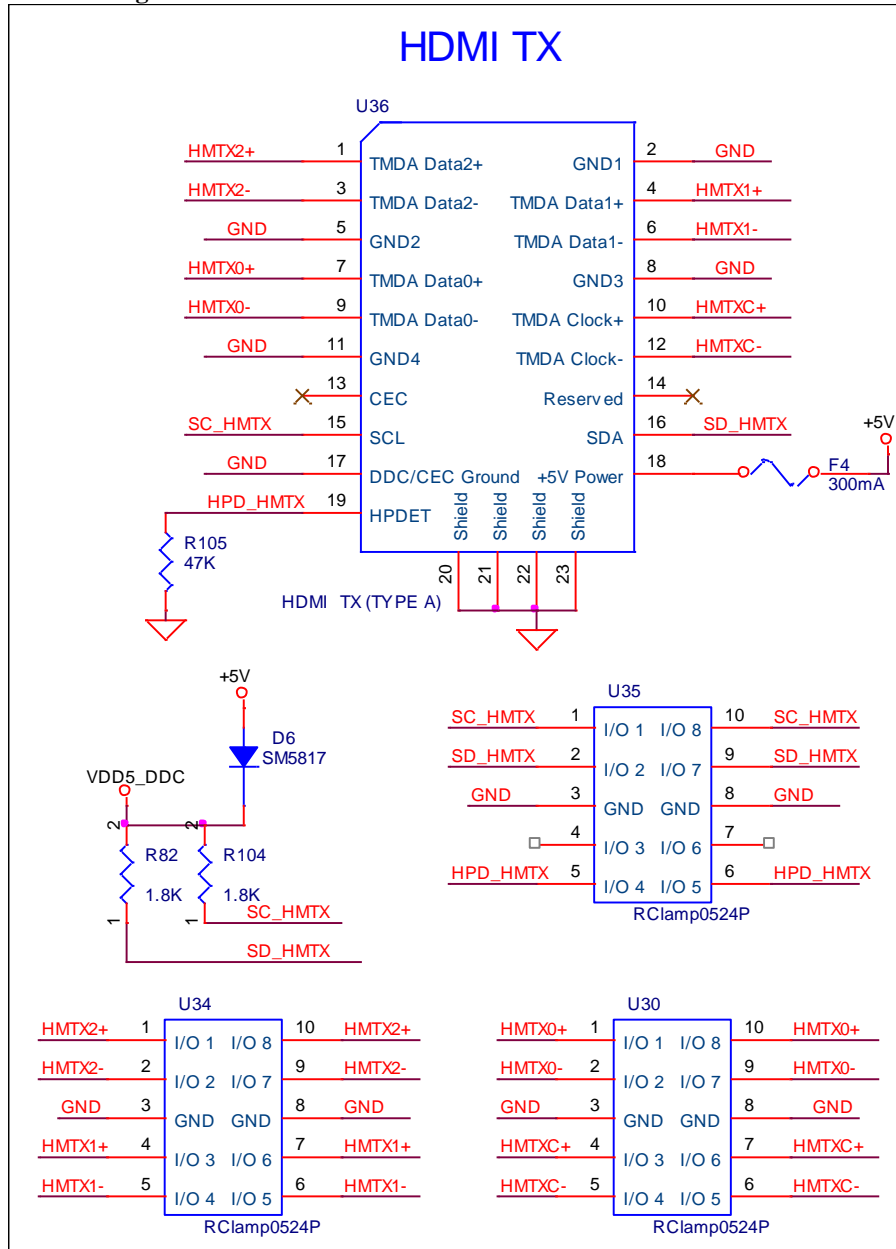 HDMI TX
U36
HMTX2+ 1 TMDA Data2+ GND1 2 GND
HMTX2- 3 TMDA Data2- TMDA Data1+ 4 HMTX1+
GND 5 GND2 TMDA Data1- 6 HMTX1-
HMTX0+ 7 TMDA Data0+ GND3 8 GND
HMTX0- 9 TMDA Data0- TMDA Clock+ 10 HMTXC+
GND 11 GND4 TMDA Clock- 12 HMTXC-
13 CEC Reserved 14
SC_HMTX 15 SCL SDA 16 SD_HMTX +5V
GND 17 DDC/CEC Ground +5V Power 18 F4
300mA
HPD_HMTX 19 HPDET Shield Shield Shield Shield
R105
47K
20 21 22 23
HDMI TX (TYPE A)
+5V
D6
SM5817
VDD5_DDC
2 2
R82 R104
1.8K 1.8K
1 1 SC_HMTX
SD_HMTX
U35
SC_HMTX 1 I/O 1 I/O 8 10 SC_HMTX
SD_HMTX 2 I/O 2 I/O 7 9 SD_HMTX
GND 3 GND GND 8 GND
4 I/O 3 I/O 6 7
HPD_HMTX 5 I/O 4 I/O 5 6 HPD_HMTX
RClamp0524P
U34
HMTX2+ 1 I/O 1 I/O 8 10 HMTX2+
HMTX2- 2 I/O 2 I/O 7 9 HMTX2-
GND 3 GND GND 8 GND
HMTX1+ 4 I/O 3 I/O 6 7 HMTX1+
HMTX1- 5 I/O 4 I/O 5 6 HMTX1-
RClamp0524P
U30
HMTX0+ 1 I/O 1 I/O 8 10 HMTX0+
HMTX0- 2 I/O 2 I/O 7 9 HMTX0-
GND 3 GND GND 8 GND
HMTXC+ 4 I/O 3 I/O 6 7 HMTXC+
HMTXC- 5 I/O 4 I/O 5 6 HMTXC-
RClamp0524P